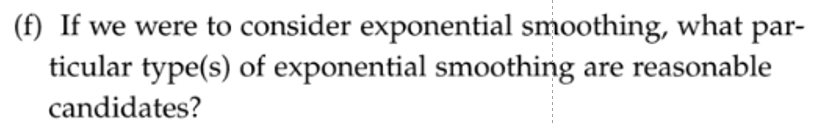 (f) If we were to consider exponential smoothing, what par-
ticular type(s) of exponential smoothing are reasonable
candidates?